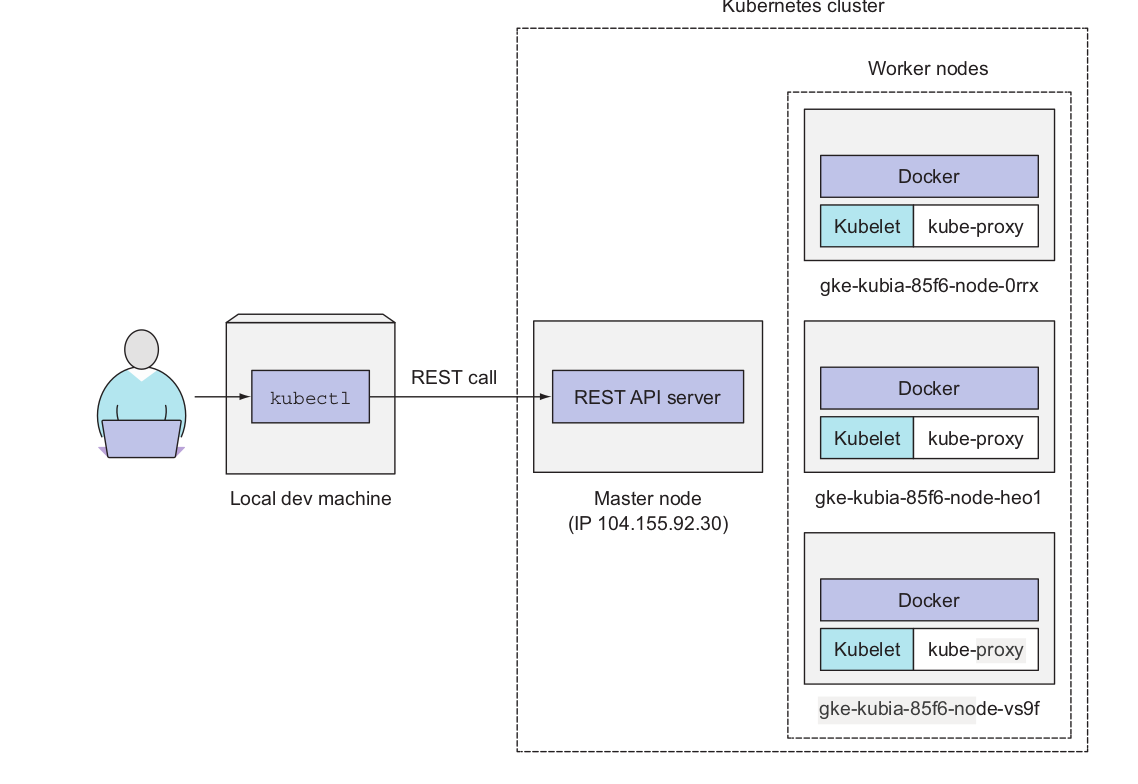 Kubernetes cluster
Worker nodes
Docker
Kubelet
kube-proxy
gke-kubia-85f6-node-0rrx
kubectl
Local dev machine
REST call
REST API server
Master node
(IP 104.155.92.30)
Docker
Kubelet
kube-proxy
gke-kubia-85f6-node-heo1
Docker
Kubelet
kube-proxy
gke-kubia-85f6-node-vs9f